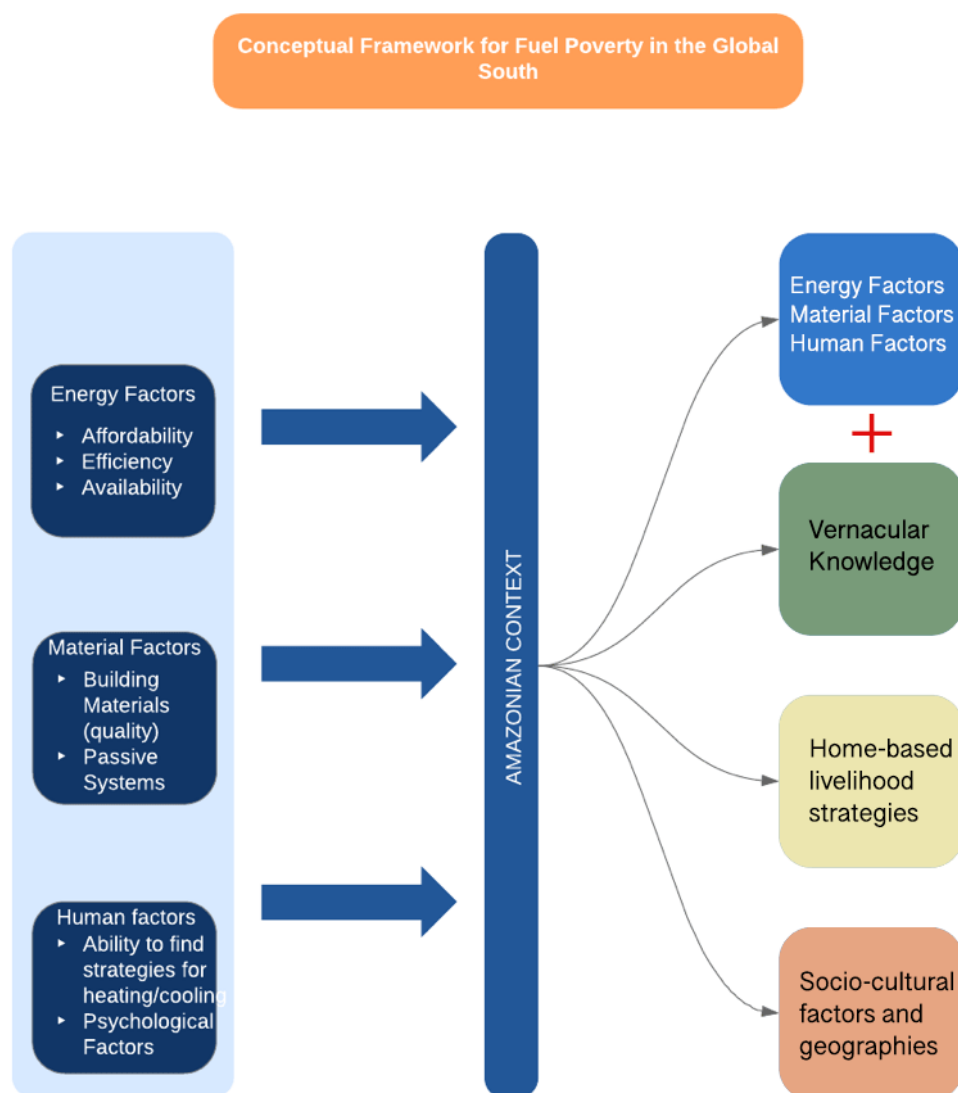 Conceptual Framework for Fuel Poverty in the Global
South
Energy Factors
‣ Affordability
‣ Efficiency
‣ Availability
Material Factors
‣ Building
Materials
(quality)
‣ Passive
Systems
Human factors
‣ Ability to find
strategies for
heating/cooling
‣ Psychological
Factors
AMAZONIAN CONTEXT
Energy Factors
Material Factors
Human Factors
+
Vernacular
Knowledge
Home-based
livelihood
strategies
Socio-cultural
factors and
geographies